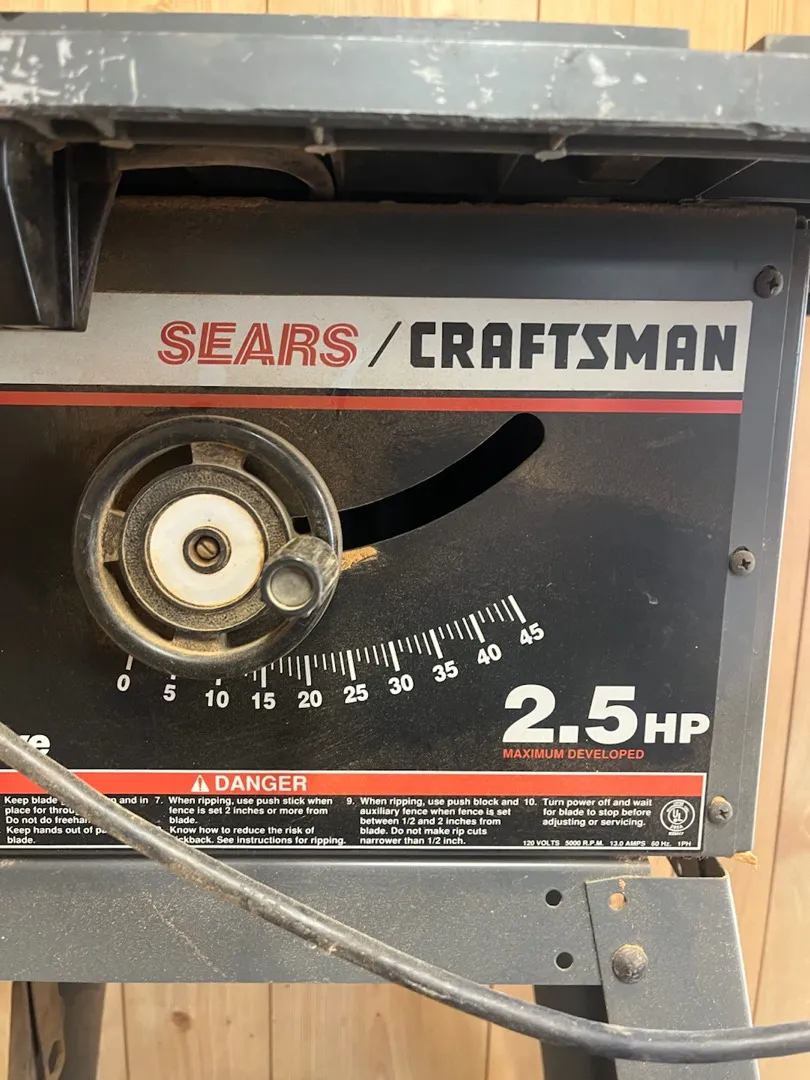 SEARS / CRAFTSMAN
0 5 10 15 20 25 30 35 40 45
2.5 HP
MAXIMUM DEVELOPED
DANGER
Keep blade and in
place for
Do not do
Keep hands out of
blade.
7. When ripping, use push stick when
fence is set 2 inches or more from
blade.
Know how to reduce the risk of
See instructions for ripping.
9. When ripping, use push block and
auxiliary fence when fence is set
between 1/2 and 2 inches from
blade. Do not make rip cuts
narrower than 1/2 inch.
10. Turn power off and wait
for blade to stop before
adjusting or servicing.
UL
120 VOLTS 5000 R.P.M. 13.0 AMPS 60 Hz. 1PH